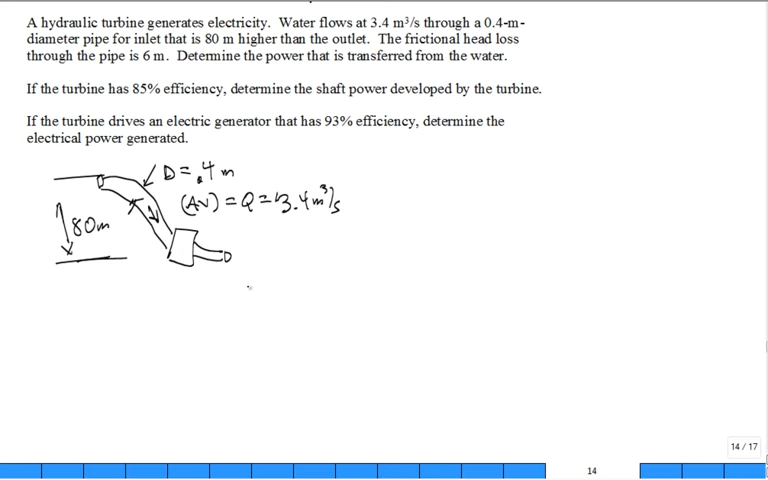 A hydraulic turbine generates electricity. Water flows at 3.4 m³/s through a 0.4-m-
diameter pipe for inlet that is 80 m higher than the outlet. The frictional head loss
through the pipe is 6 m. Determine the power that is transferred from the water.
If the turbine has 85% efficiency, determine the shaft power developed by the turbine.
If the turbine drives an electric generator that has 93% efficiency, determine the
electrical power generated.
D = .4 m
(AV) = Q = 3.4 m³/s
80m
14 / 17
14